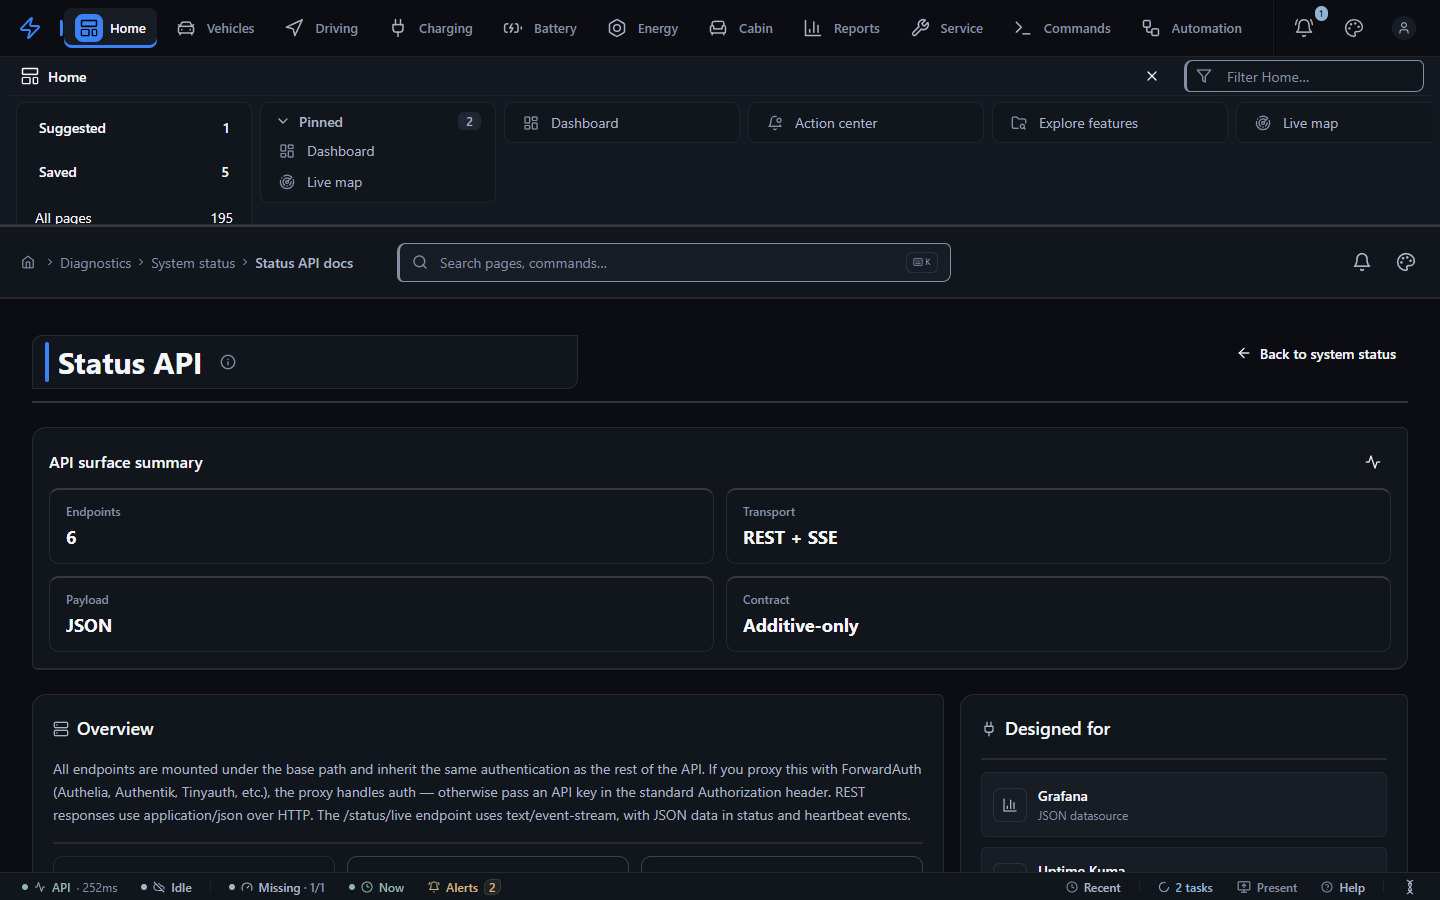 Home
Vehicles
Driving
Charging
Battery
Energy
Cabin
Reports
Service
Commands
Automation
1
Home
Filter Home...
Suggested 1
Saved 5
All pages 195
Pinned 2
Dashboard
Live map
Dashboard
Action center
Explore features
Live map
Diagnostics
System status
Status API docs
Search pages, commands...
K
Status API
Back to system status
API surface summary
Endpoints
6
Transport
REST + SSE
Payload
JSON
Contract
Additive-only
Overview
All endpoints are mounted under the base path and inherit the same authentication as the rest of the API. If you proxy this with ForwardAuth
(Authelia, Authentik, Tinyauth, etc.), the proxy handles auth — otherwise pass an API key in the standard Authorization header. REST
responses use application/json over HTTP. The /status/live endpoint uses text/event-stream, with JSON data in status and heartbeat events.
Designed for
Grafana
JSON datasource
Uptime Kuma
API · 252ms
Idle
Missing · 1/1
Now
Alerts 2
Recent
2 tasks
Present
Help